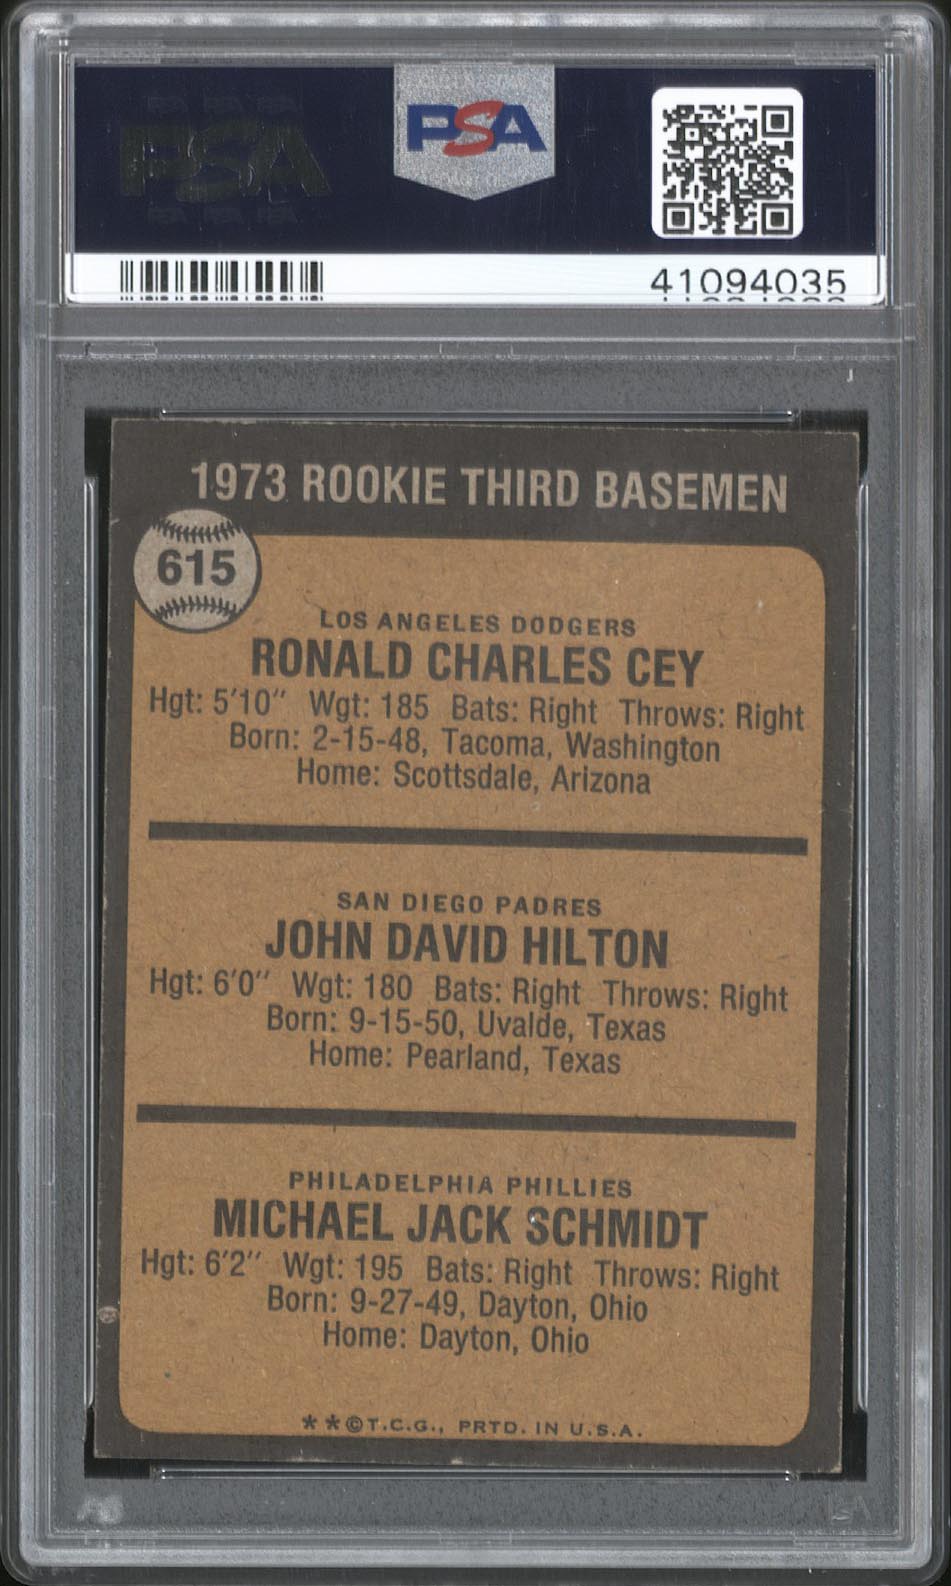 PSA
PSA
41094035
1973 ROOKIE THIRD BASEMEN
615
LOS ANGELES DODGERS
RONALD CHARLES CEY
Hgt: 5'10" Wgt: 185 Bats: Right Throws: Right
Born: 2-15-48, Tacoma, Washington
Home: Scottsdale, Arizona
SAN DIEGO PADRES
JOHN DAVID HILTON
Hgt: 6'0" Wgt: 180 Bats: Right Throws: Right
Born: 9-15-50, Uvalde, Texas
Home: Pearland, Texas
PHILADELPHIA PHILLIES
MICHAEL JACK SCHMIDT
Hgt: 6'2" Wgt: 195 Bats: Right Throws: Right
Born: 9-27-49, Dayton, Ohio
Home: Dayton, Ohio
**©T.C.G., PRTD. IN U.S.A.